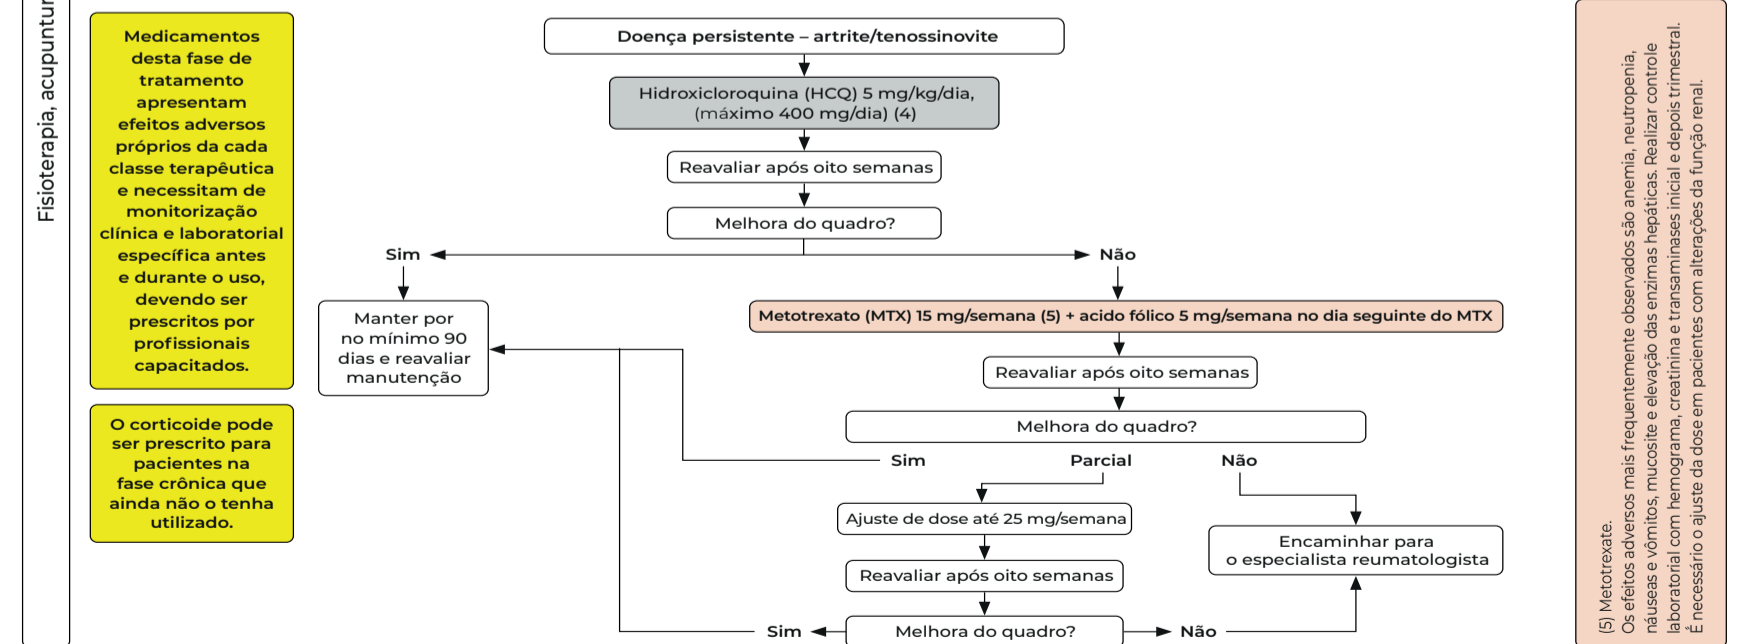 Fisioterapia,
Medicamentos
desta fase de
tratamento
apresentam
efeitos adversos
próprios da cada
classe terapêutica
e necessitam de
monitorização
clínica e laboratorial
específica antes
e durante o uso,
devendo ser
prescritos por
profissionais
capacitados.
O corticoide pode
ser prescrito para
pacientes na
fase crônica que
ainda não o tenha
utilizado.
Doença persistente – artrite/tenossinovite
Hidroxicloroquina (HCQ) 5 mg/kg/dia,
(máximo 400 mg/dia) (4)
Reavaliar após oito semanas
Melhora do quadro?
Sim
Não
Manter por
no mínimo 90
dias e reavaliar
manutenção
Metotrexato (MTX) 15 mg/semana (5) + acido fólico 5 mg/semana no dia seguinte do MTX
Reavaliar após oito semanas
Melhora do quadro?
Sim
Parcial
Não
Ajuste de dose até 25 mg/semana
Encaminhar para
o especialista reumatologista
Reavaliar após oito semanas
Sim
Melhora do quadro?
Não
(5) Metotrexate.
Os efeitos adversos mais frequentemente observados são anemia, neutropenia,
náuseas e vômitos, mucosite e elevação das enzimas hepáticas. Realizar controle
laboratorial com hemograma, creatinina e transaminases inicial e depois trimestral.
É necessário o ajuste da dose em pacientes com alterações da função renal.